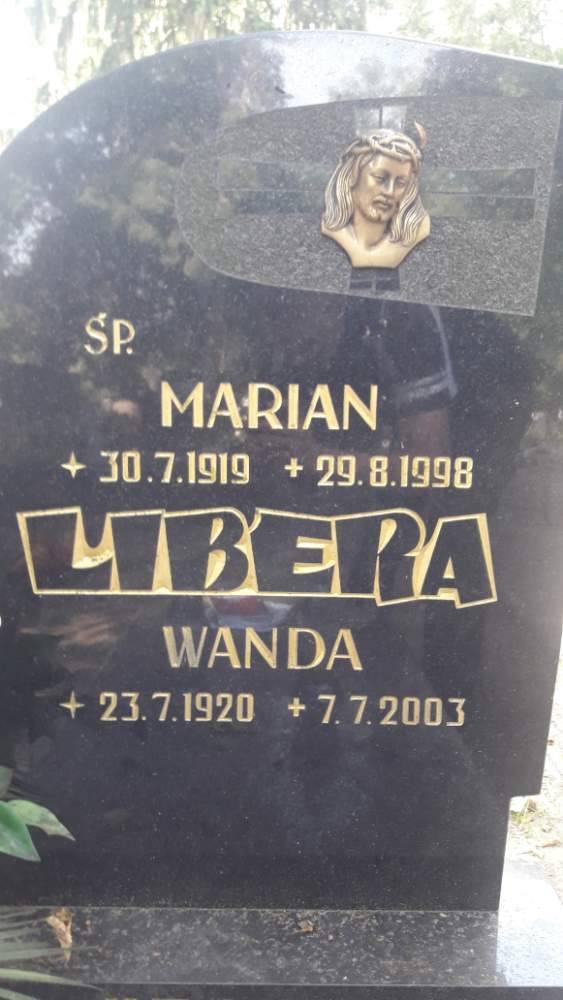 ŚP.
MARIAN
✦ 30.7.1919 + 29.8.1998
LIBERA
WANDA
✦ 23.7.1920 + 7.7.2003